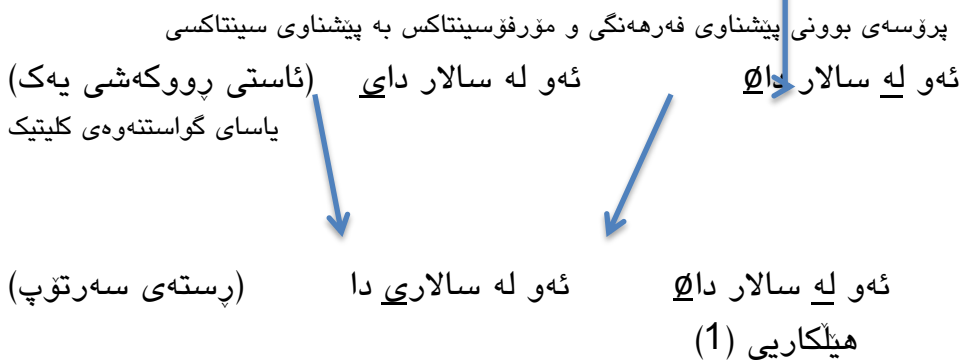 پرۆسەی بوونی پێشناوی فەرهەنگی و مۆرفۆسینتاکس بە پێشناوی سینتاکسی
ئەو لە سالار داØ ئەو لە سالار دای (ئاستی ڕووکەشی یەک)
یاسای گواستنەوەی کلیتیک
ئەو لە سالار داØ ئەو لە سالاری دا (ڕستەی سەرتۆپ)
هێڵکاریی (1)